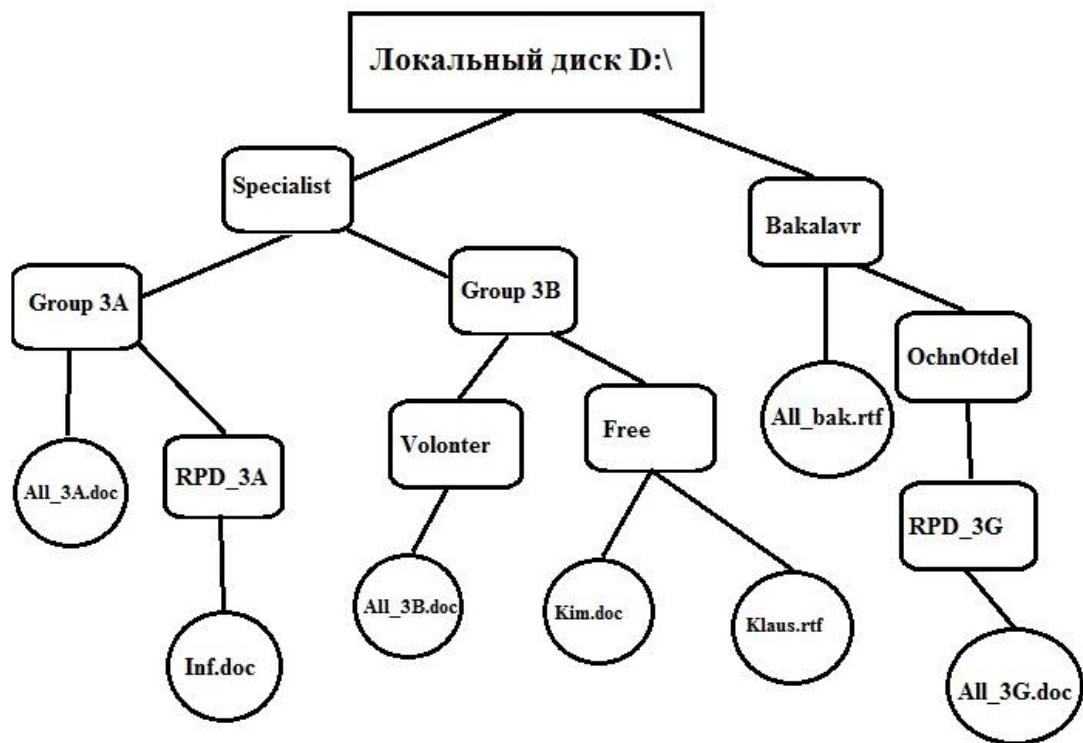 Локальный диск D:\
Specialist
Bakalavr
Group 3A
Group 3B
OchnOtdel
All_bak.rtf
Volonter
Free
All_3A.doc
RPD_3A
RPD_3G
All_3B.doc
Kim.doc
Klaus.rtf
Inf.doc
All_3G.doc